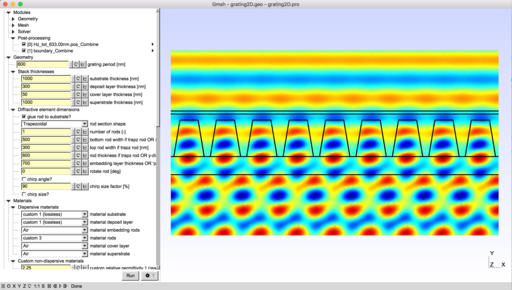 Gmsh - grating2D.geo - grating2D.pro
Modules
Geometry
Mesh
Solver
Post-processing
[0] Hz_tot_633.00nm.pos_Combine
[1] boundary_Combine
Geometry
600 grating period [nm]
Stack thicknesses
1000 substrate thickness [nm]
300 deposit layer thickness [nm]
50 cover layer thickness [nm]
1000 superstrate thickness [nm]
Diffractive element dimensions
glue rod to substrate?
Trapezoidal rod section shape
1 number of rods [-]
500 bottom rod width if trapz rod OR
300 top rod width if trapz rod [nm]
600 rod thickness if trapz rod OR y-d
700 embedding layer thickness OR 'p
0 rotate rod [deg]
chirp angle?
90 chirp size factor [%]
chirp size?
Materials
Dispersive materials
custom 1 (lossless) material substrate
custom 1 (lossless) material deposit layer
Air material embedding rods
custom 3 material rods
Air material cover layer
Air material superstrate
Custom non-dispersive materials
2.25 custom relative permittivity 1
Run
Y
Z X
O X Y Z 1:1 S Done